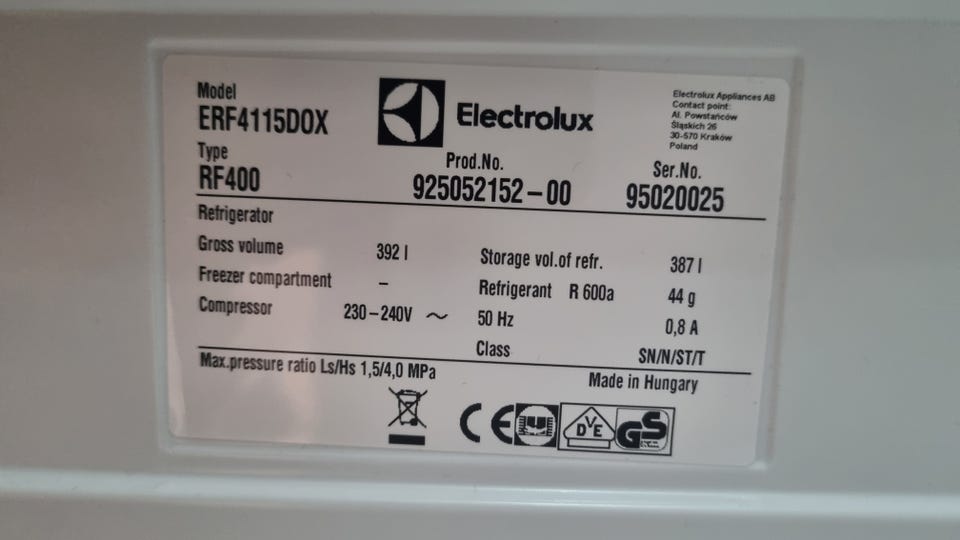 Model
ERF4115DOX
Electrolux
Electrolux Appliances AB
Contact point:
Al. Powstańców
Śląskich 26
30-570 Kraków
Poland
Type
RF400
Prod.No.
925052152-00
Ser.No.
95020025
Refrigerator
Gross volume 392 l
Storage vol.of refr. 387 l
Freezer compartment –
Refrigerant R 600a 44 g
Compressor 230-240V ~
50 Hz 0,8 A
Class SN/N/ST/T
Max.pressure ratio Ls/Hs 1,5/4,0 MPa
Made in Hungary
CE
DVE
GS